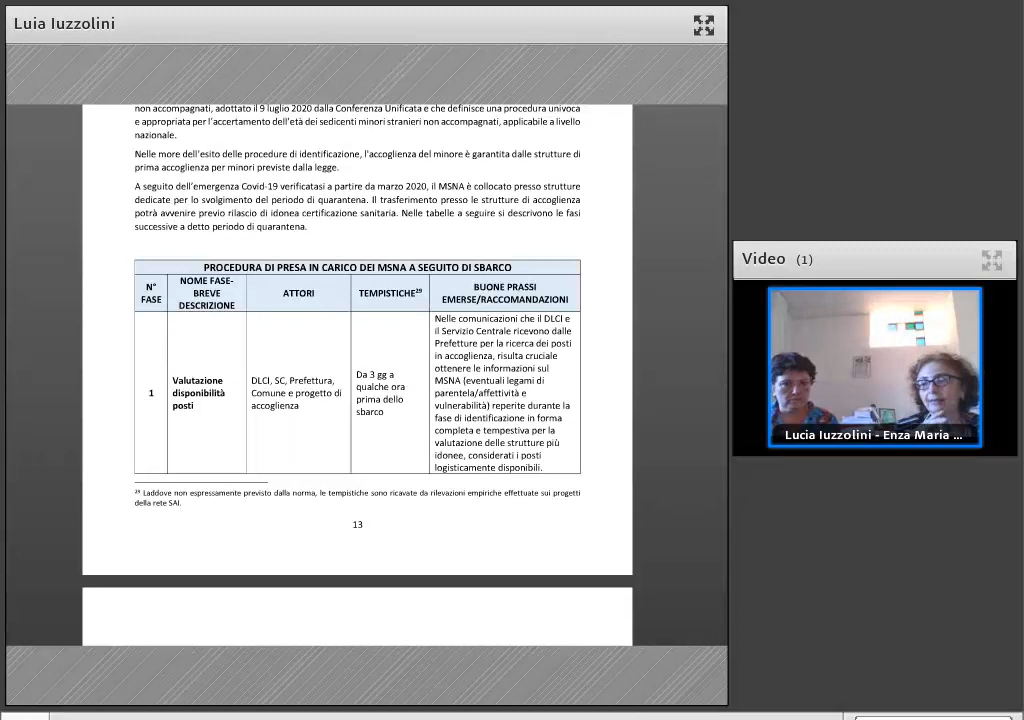 Luia Iuzzolini
non accompagnati, adottato il 9 luglio 2020 dalla Conferenza Unificata e che definisce una procedura univoca
e appropriata per l'accertamento dell'età dei sedicenti minori stranieri non accompagnati, applicabile a livello
nazionale.
Nelle more dell'esito delle procedure di identificazione, l'accoglienza del minore è garantita dalle strutture di
prima accoglienza per minori previste dalla legge.
A seguito dell'emergenza Covid-19 verificatasi a partire da marzo 2020, il MSNA è collocato presso strutture
dedicate per lo svolgimento del periodo di quarantena. Il trasferimento presso le strutture di accoglienza
potrà avvenire previo rilascio di idonea certificazione sanitaria. Nelle tabelle a seguire si descrivono le fasi
successive a detto periodo di quarantena.
PROCEDURA DI PRESA IN CARICO DEI MSNA A SEGUITO DI SBARCO
N°
FASE
NOME FASE-
BREVE
DESCRIZIONE
ATTORI
TEMPISTICHE²⁹
BUONE PRASSI
EMERSE/RACCOMANDAZIONI
1
Valutazione
disponibilità
posti
DLCI, SC, Prefettura,
Comune e progetto di
accoglienza
Da 3 gg a
qualche ora
prima dello
sbarco
Nelle comunicazioni che il DLCI e
il Servizio Centrale ricevono dalle
Prefetture per la ricerca dei posti
in accoglienza, risulta cruciale
ottenere le informazioni sul
MSNA (eventuali legami di
parentela/affettività e
vulnerabilità) reperite durante la
fase di identificazione in forma
completa e tempestiva per la
valutazione delle strutture più
idonee, considerati i posti
logisticamente disponibili.
²⁹ Laddove non espressamente previsto dalla norma, le tempistiche sono ricavate da rilevazioni empiriche effettuate sui progetti
della rete SAI.
13
Video (1)
Lucia Iuzzolini - Enza Maria ...